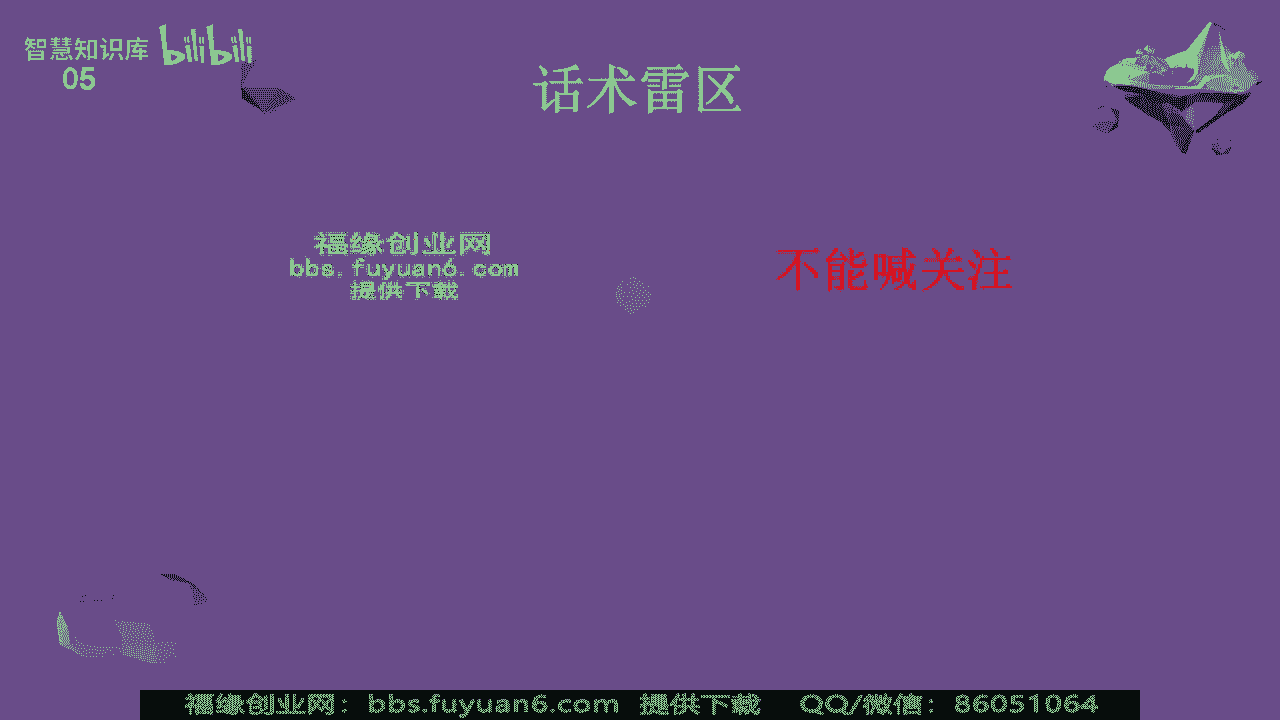 智慧知识库 bilibili
05
话术雷区
福缘创业网
bbs.fuyuan6.com
提供下载
不能喊关注
福缘创业网：bbs.fuyuan6.com 提供下载 QQ/微信：86051064